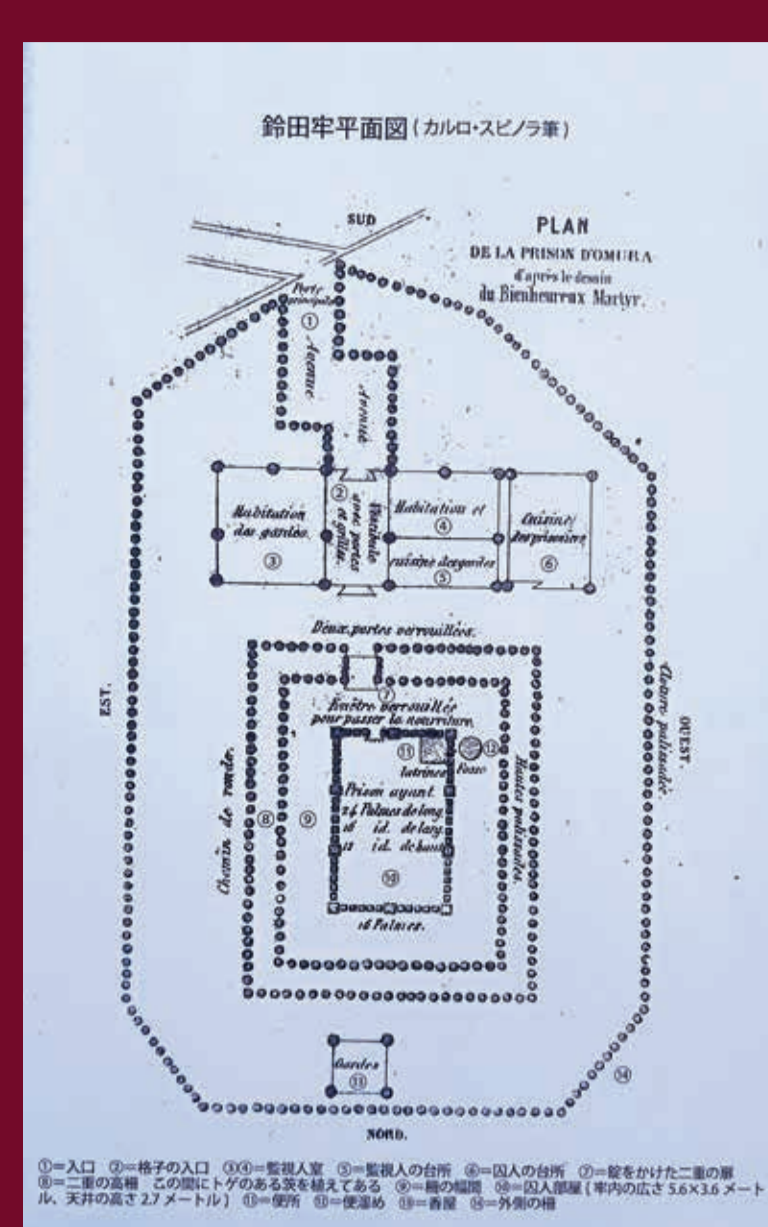 鈴田牢平面図(カルロ・スピノラ筆)
SUD
PLAN
DE LA PRISON D'OMURA
d'après le dessin
du Bienheureux Martyr.
Porte
principale
①
Avenue
Avenue
②
Vestibule
avec portes
et grilles.
Habitation
des gardes.
③
Habitation et
④
cuisine des gardes
⑤
Cuisine
des prisonniers
⑥
Deux portes verrouillées.
⑦
Fenêtre verrouillée
pour passer la nourriture.
⑪
latrines
⑫
Fosse
Prison ayant
24 Palmes de long
16 id. de larg
12 id. de haut
⑩
16 Palmes.
⑧
⑨
Chemin de ronde.
Hautes palissades.
EST.
OUEST.
Cloture palissadée.
Gardes
⑬
⑭
NORD.
①=入口 ②=格子の入口 ③④=監視人室 ⑤=監視人の台所 ⑥=囚人の台所 ⑦=錠をかけた二重の扉
⑧=二重の高柵 この間にトゲのある茨を植えてある ⑨=柵の幅間 ⑩=囚人部屋(牢内の広さ5.6×3.6メート
ル、天井の高さ2.7メートル) ⑪=便所 ⑫=便溜め ⑬=番屋 ⑭=外側の柵